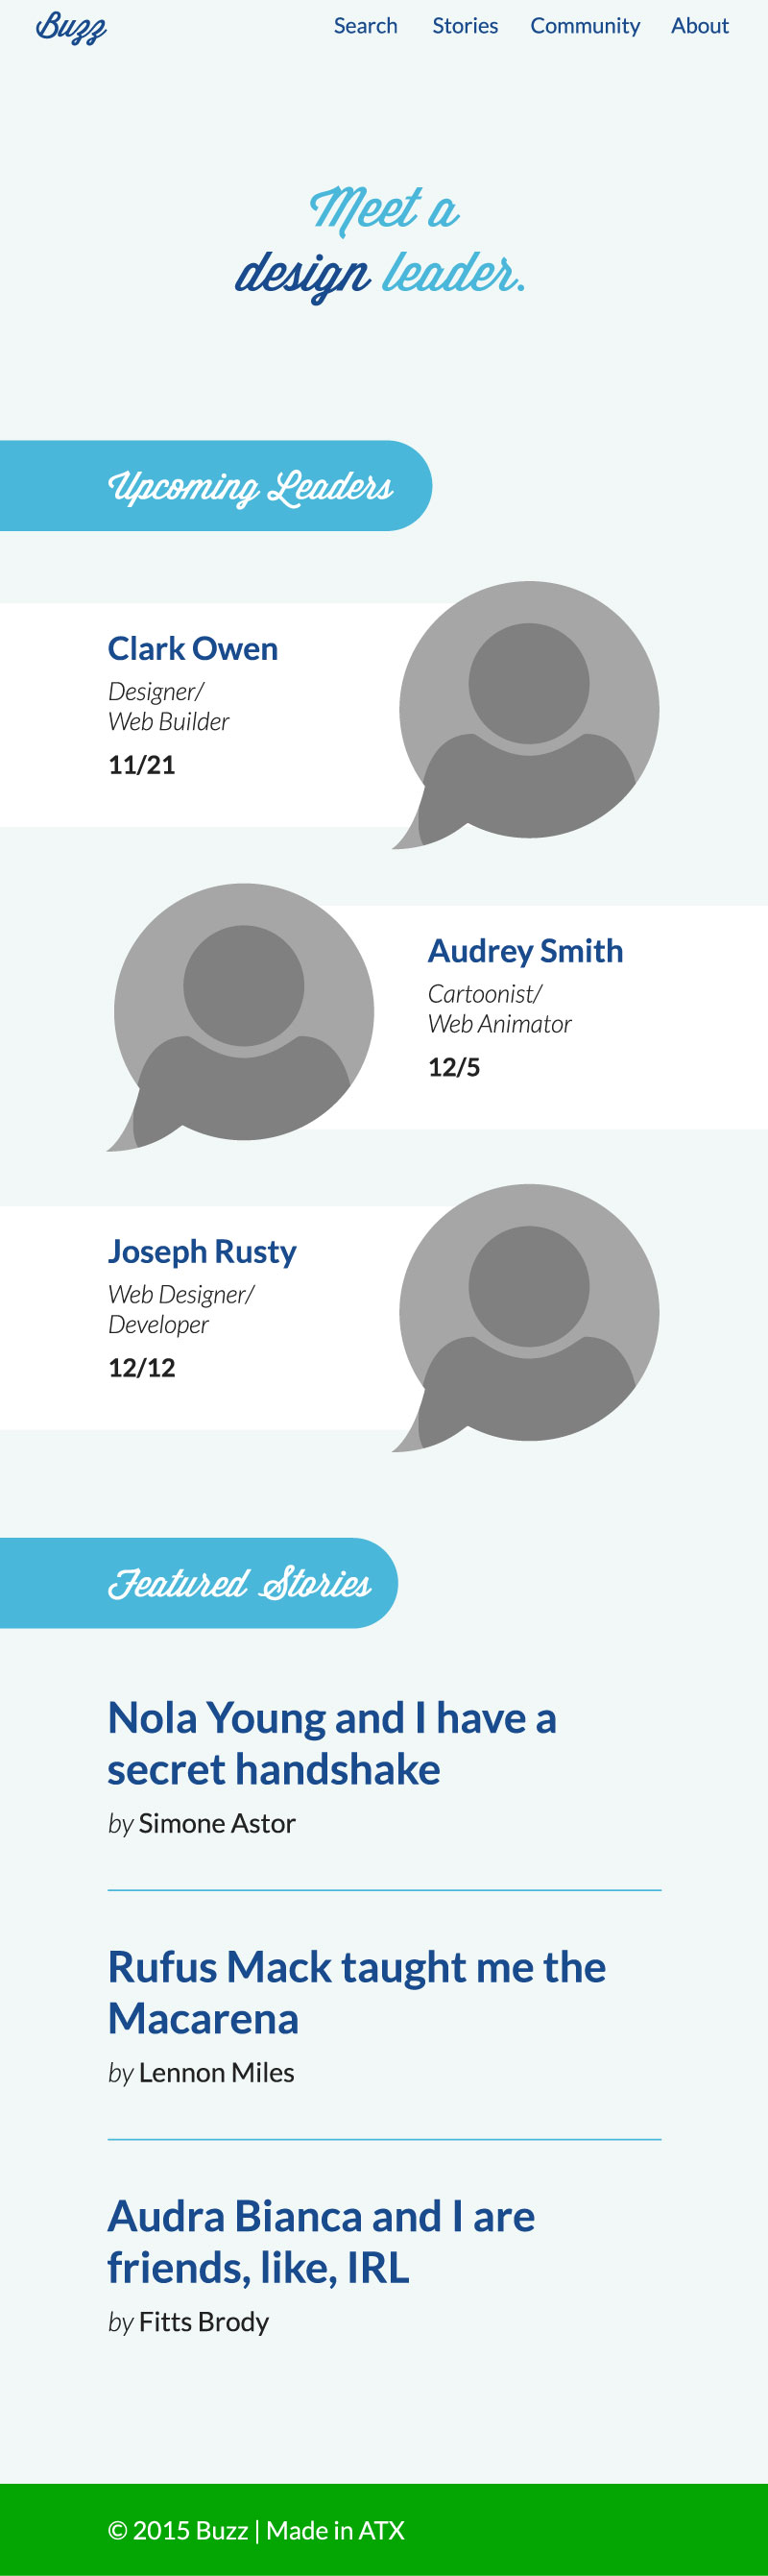 Buzz
Search Stories Community About
Meet a
design leader.
Upcoming Leaders
Clark Owen
Designer/
Web Builder
11/21
Audrey Smith
Cartoonist/
Web Animator
12/5
Joseph Rusty
Web Designer/
Developer
12/12
Featured Stories
Nola Young and I have a
secret handshake
by Simone Astor
Rufus Mack taught me the
Macarena
by Lennon Miles
Audra Bianca and I are
friends, like, IRL
by Fitts Brody
© 2015 Buzz | Made in ATX